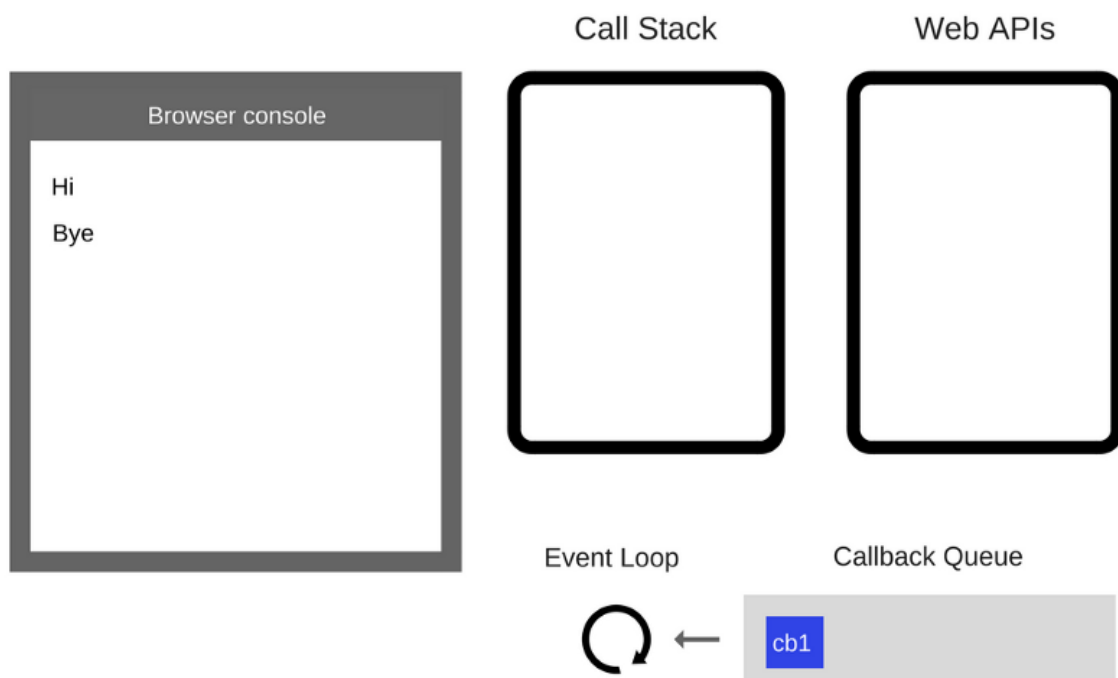 Call Stack
Web APIs
Browser console
Hi
Bye
Event Loop
Callback Queue
cb1